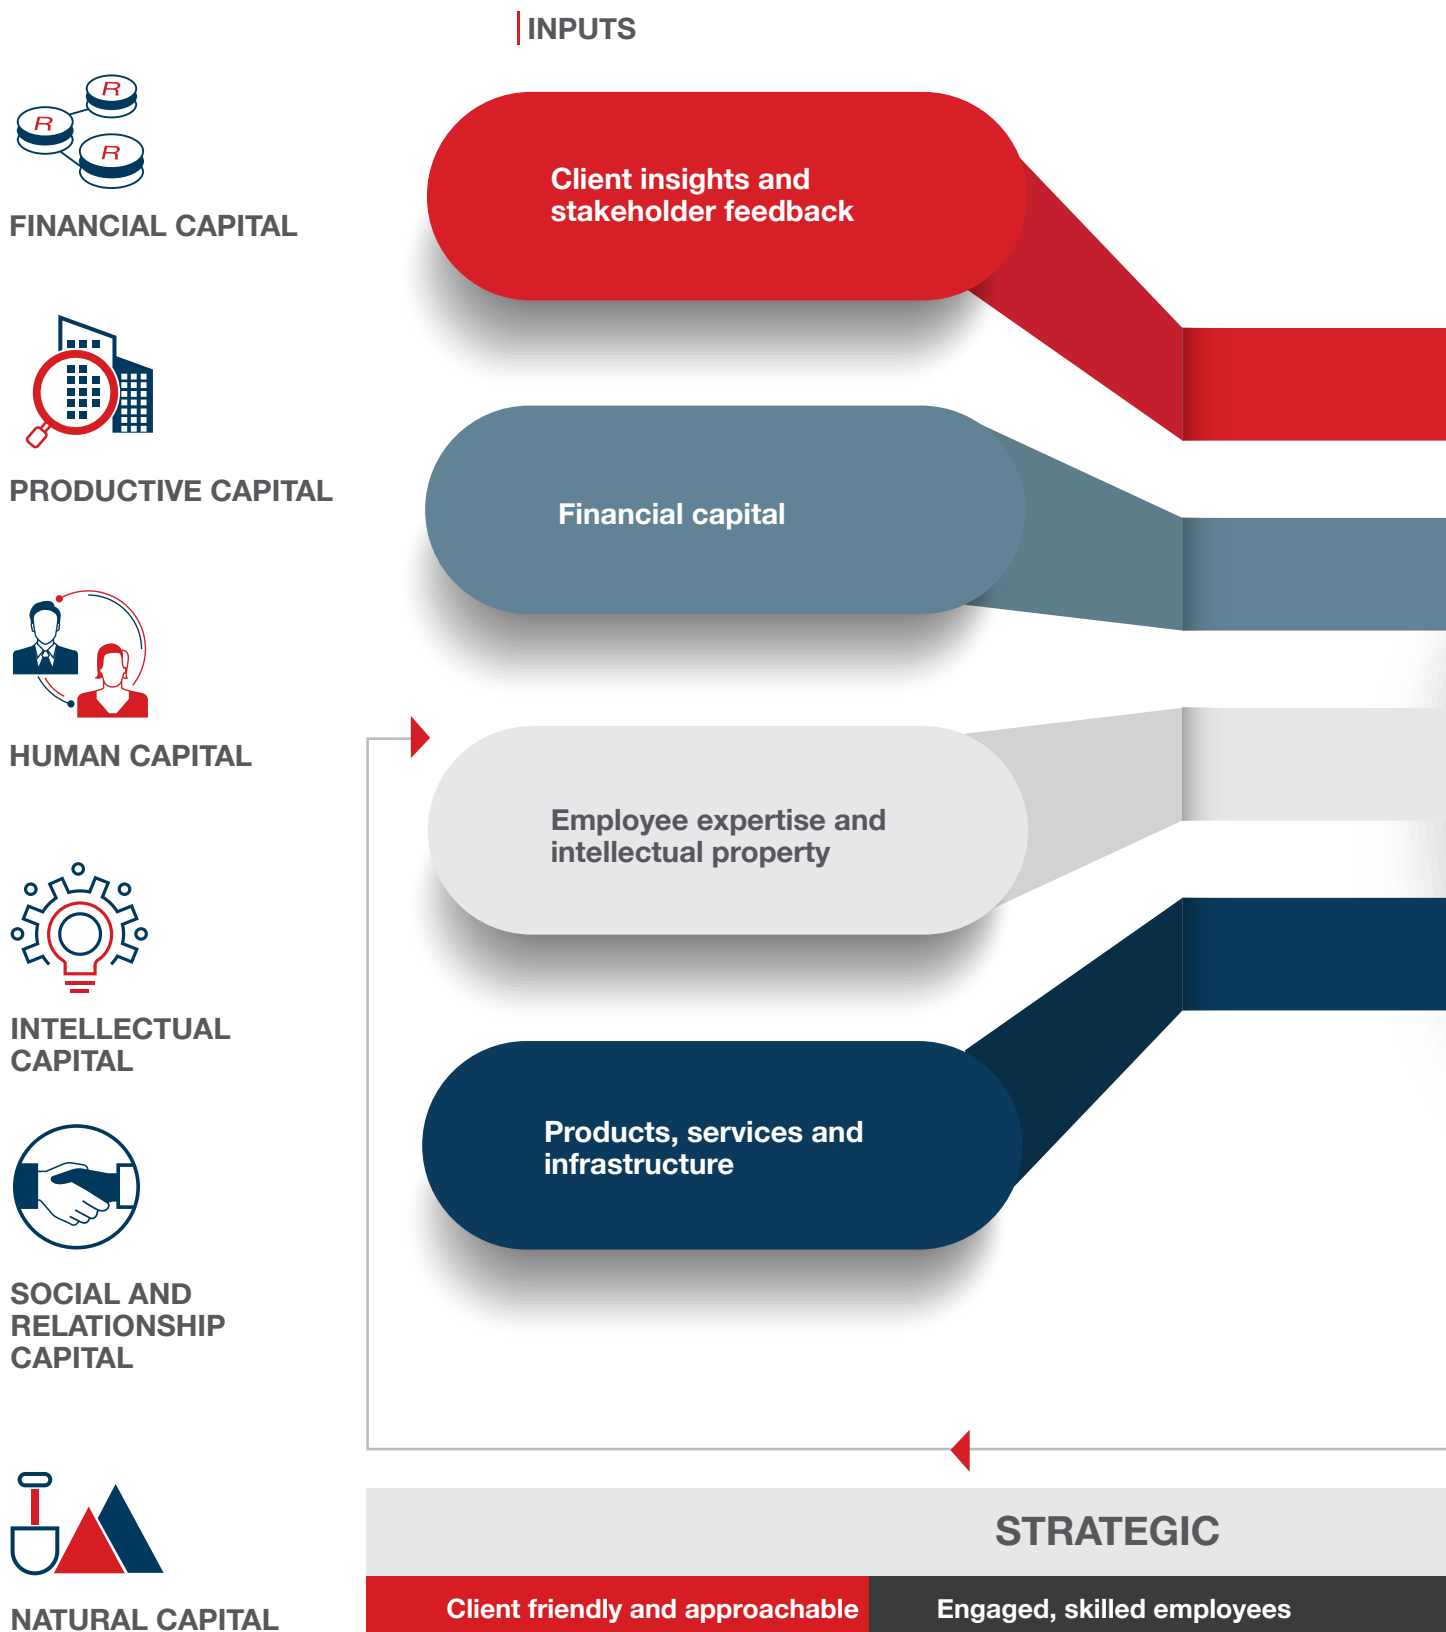 INPUTS
R
R
R
FINANCIAL CAPITAL
PRODUCTIVE CAPITAL
HUMAN CAPITAL
INTELLECTUAL
CAPITAL
SOCIAL AND
RELATIONSHIP
CAPITAL
NATURAL CAPITAL
Client insights and
stakeholder feedback
Financial capital
Employee expertise and
intellectual property
Products, services and
infrastructure
STRATEGIC
Client friendly and approachable
Engaged, skilled employees